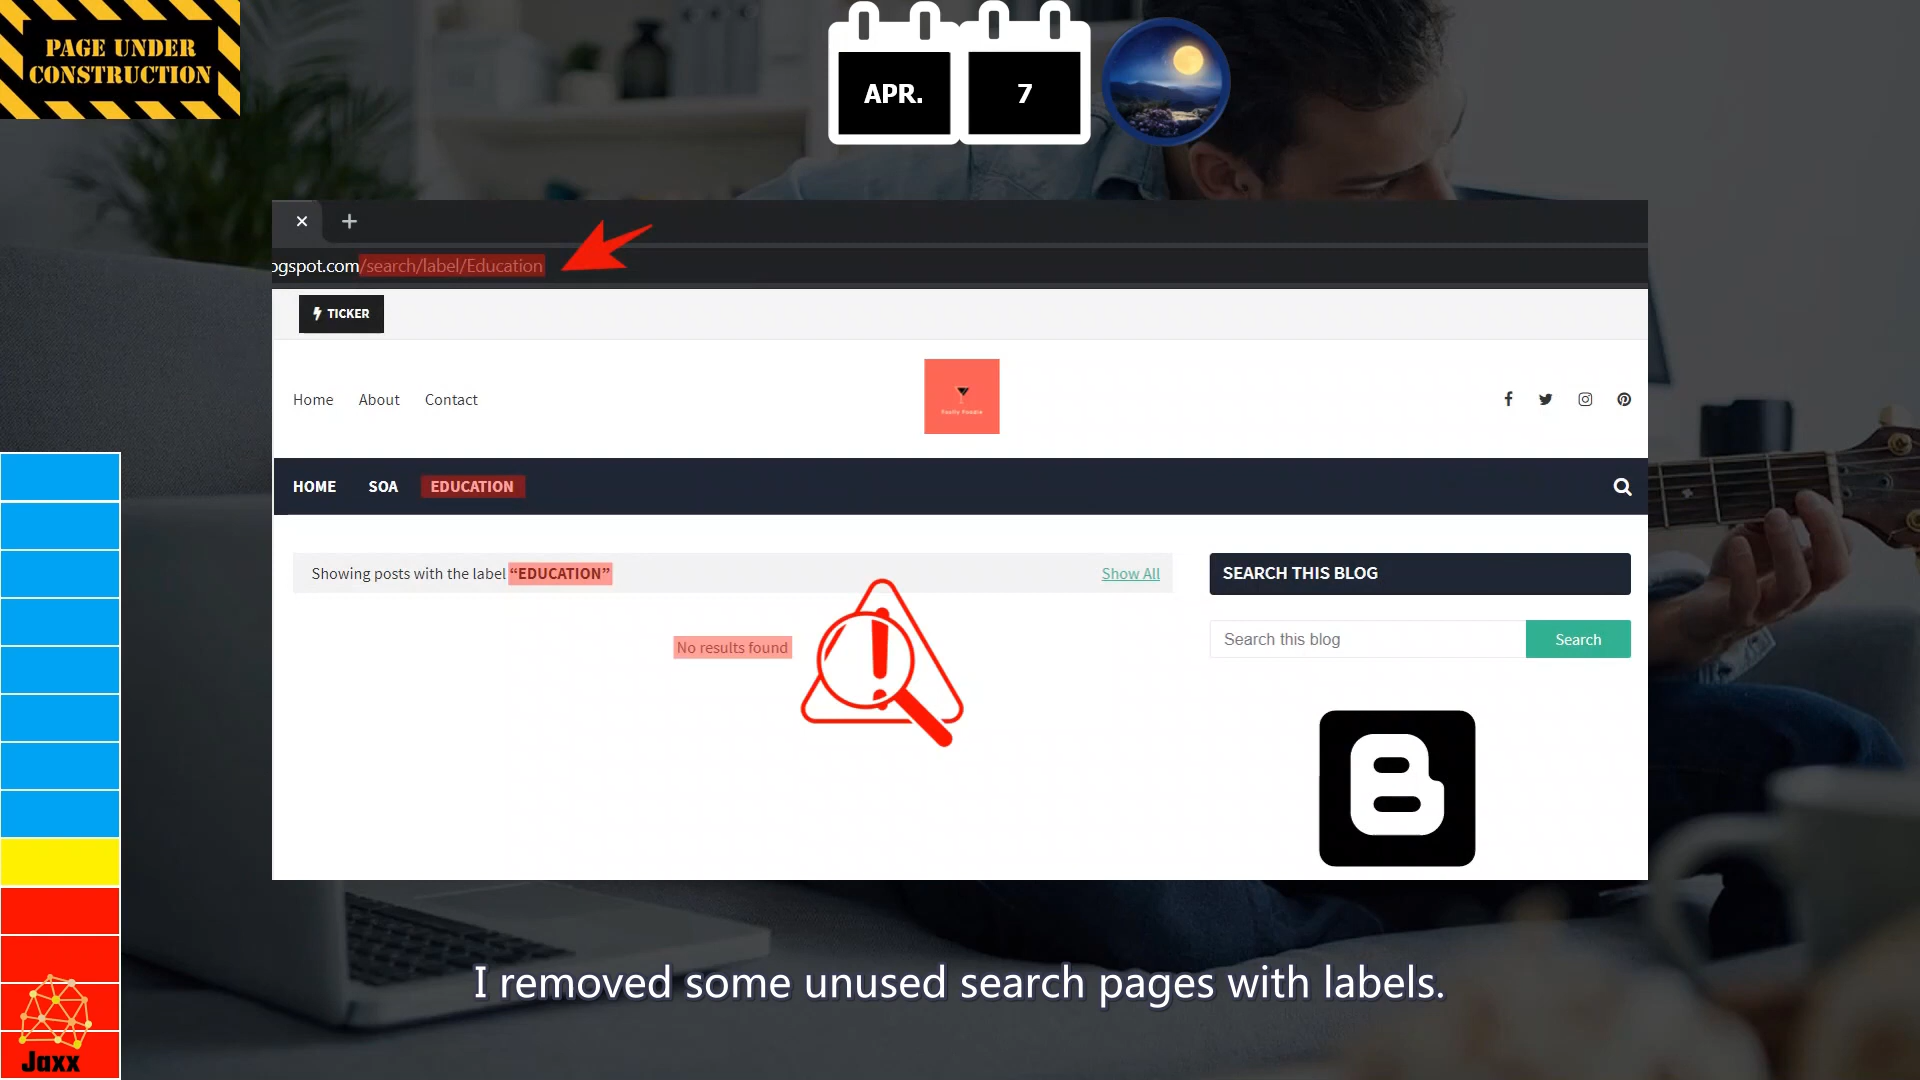 PAGE UNDER
CONSTRUCTION
APR.
7
ogspot.com/search/label/Education
TICKER
Home
About
Contact
HOME
SOA
EDUCATION
Showing posts with the label “EDUCATION”
Show All
SEARCH THIS BLOG
No results found
Search this blog
Search
I removed some unused search pages with labels.
Jaxx